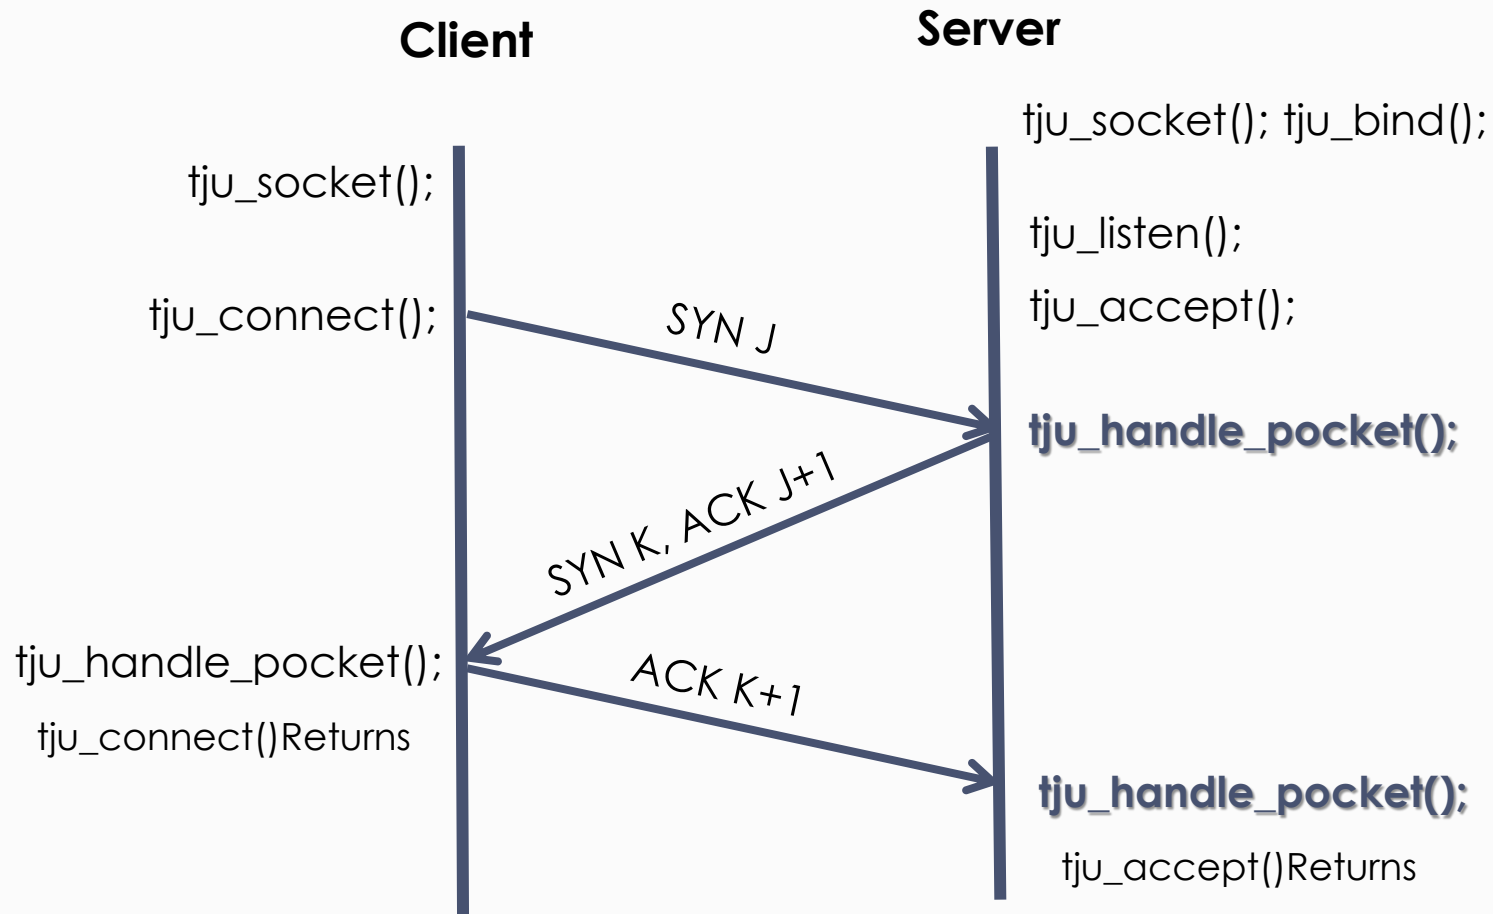 Client
Server
tju_socket(); tju_bind();
tju_socket();
tju_listen();
tju_connect();
SYN J
tju_accept();
tju_handle_pocket();
SYN K, ACK J+1
tju_handle_pocket();
ACK K+1
tju_connect()Returns
tju_handle_pocket();
tju_accept()Returns